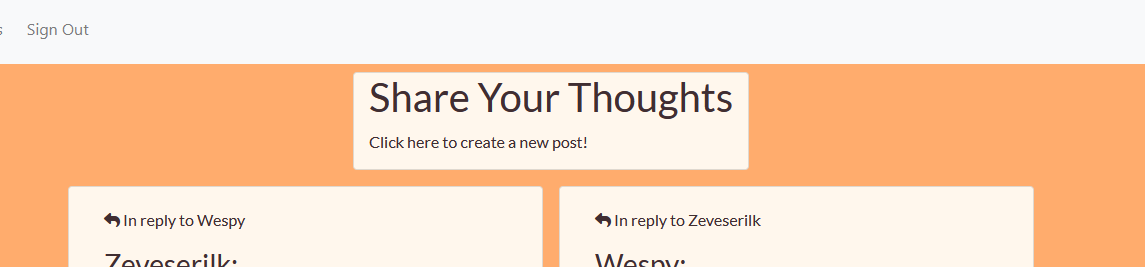 Sign Out
Share Your Thoughts
Click here to create a new post!
In reply to Wespy
In reply to Zeveserilk
Zeveserilk:
Wespy: